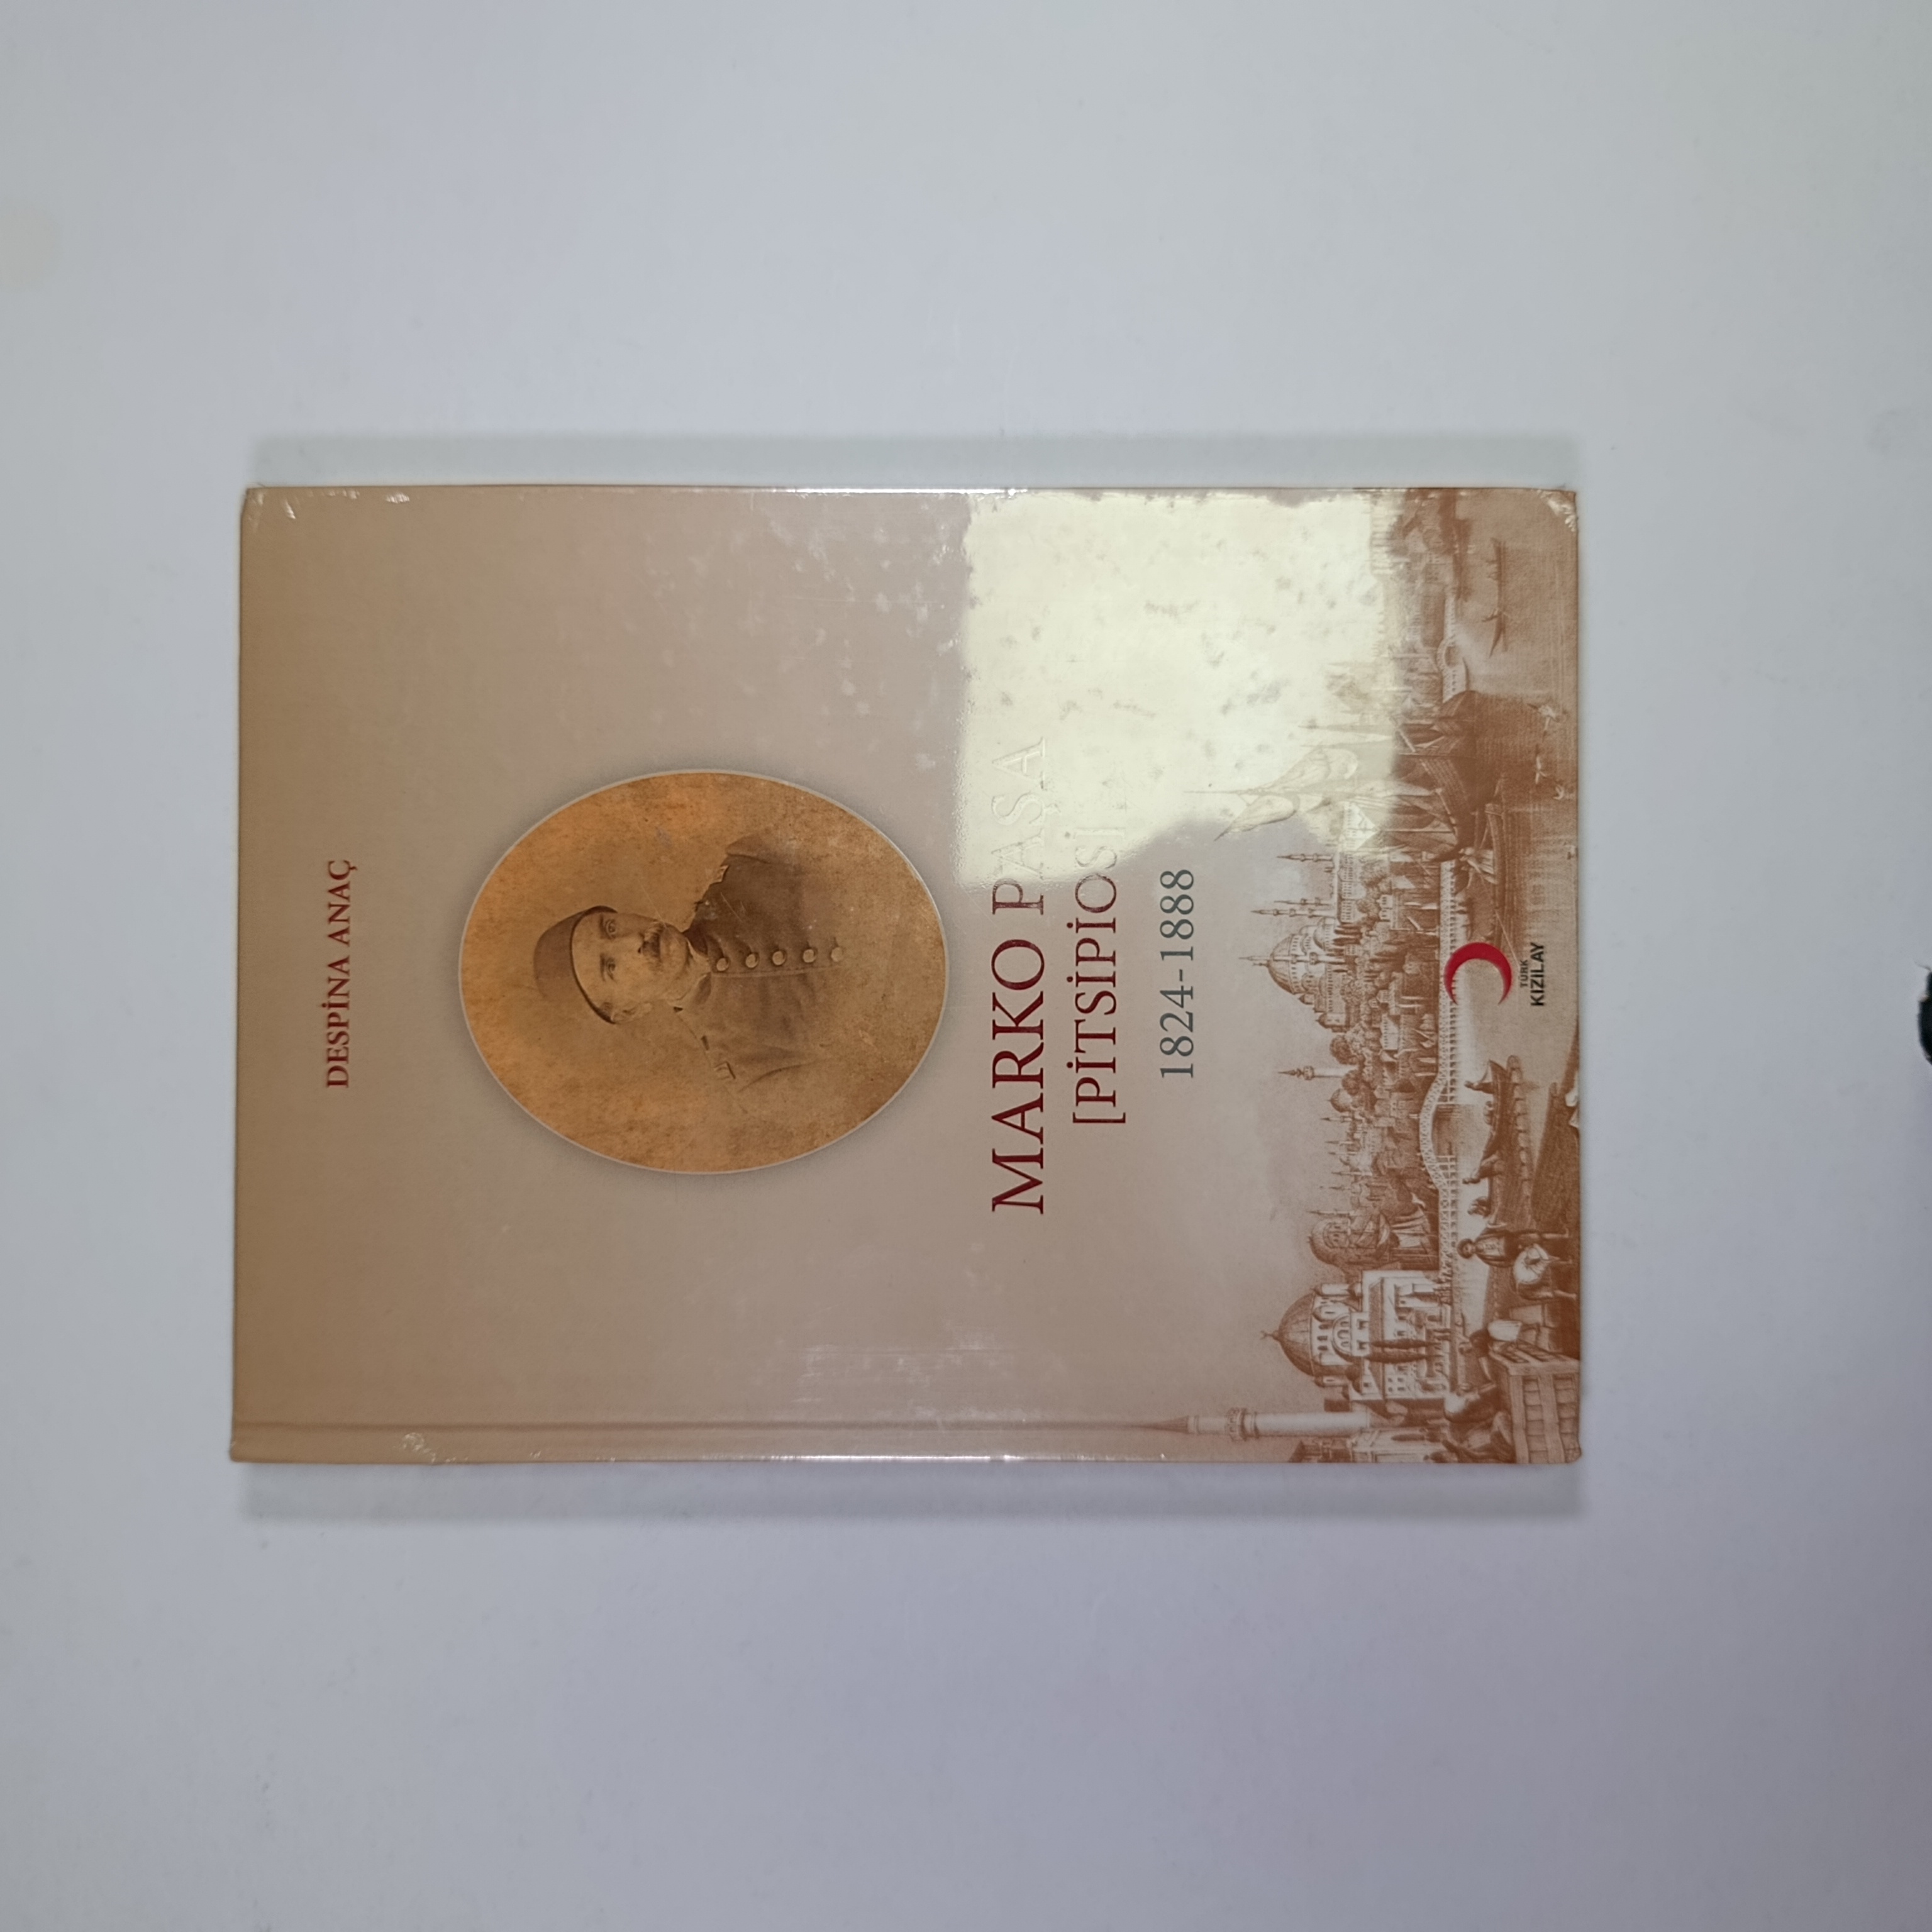 DESPİNA ANAÇ
MARKO PAŞA
[PİTSİPİOS]
1824-1888
TÜRK
KIZILAY